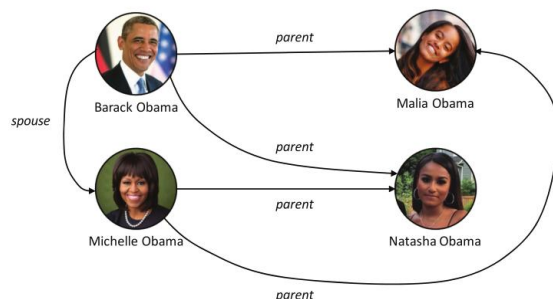 parent
Barack Obama
Malia Obama
spouse
parent
parent
Michelle Obama
Natasha Obama
parent